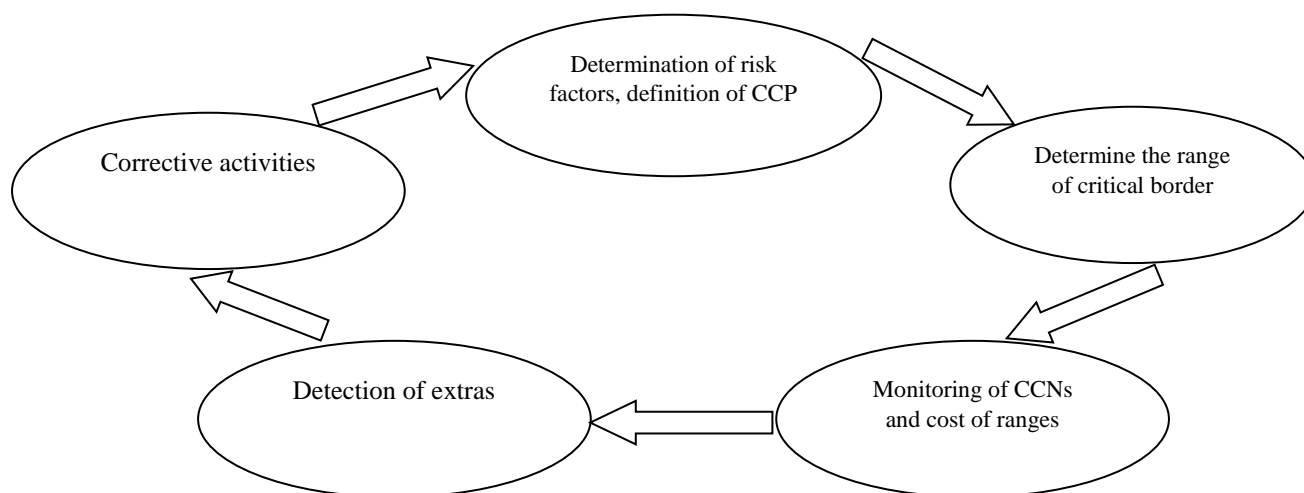 Determination of risk
factors, definition of CCP
Determine the range
of critical border
Monitoring of CCNs
and cost of ranges
Detection of extras
Corrective activities